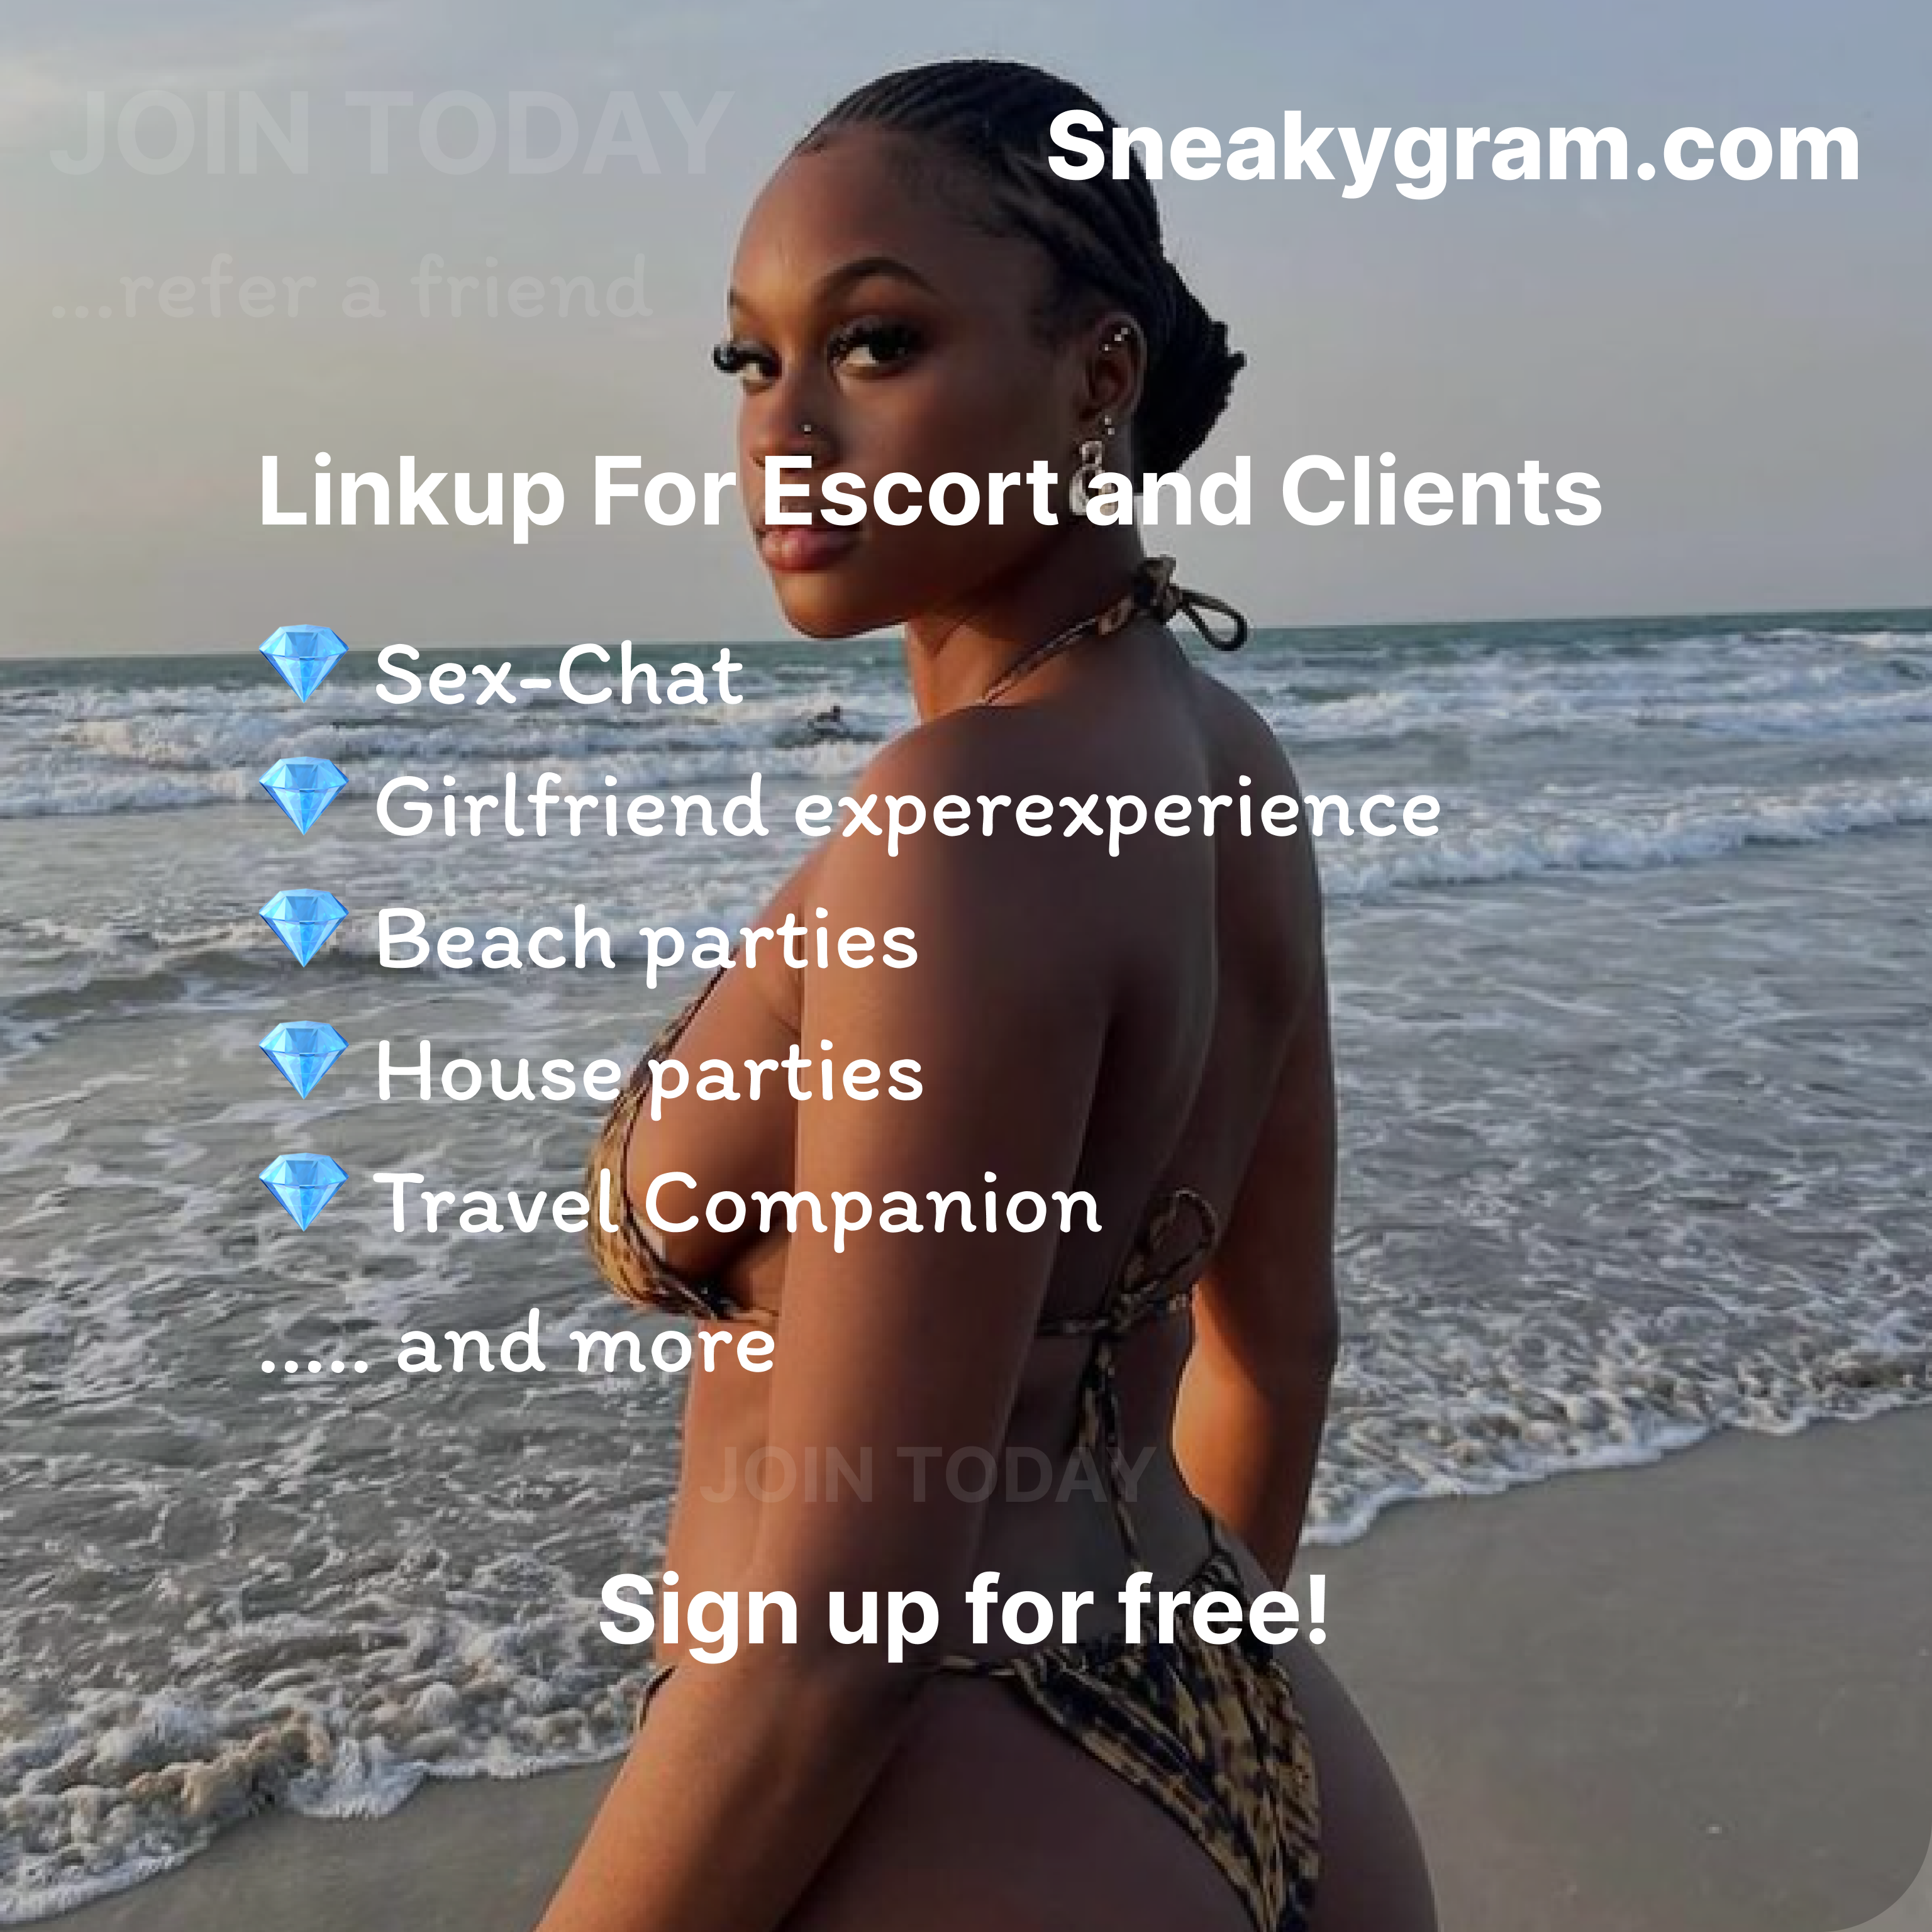 JOIN TODAY
Sneakygram.com
...refer a friend
Linkup For Escort and Clients
💎 Sex-Chat
💎 Girlfriend experexperience
💎 Beach parties
💎 House parties
💎 Travel Companion
..... and more
JOIN TODAY
Sign up for free!